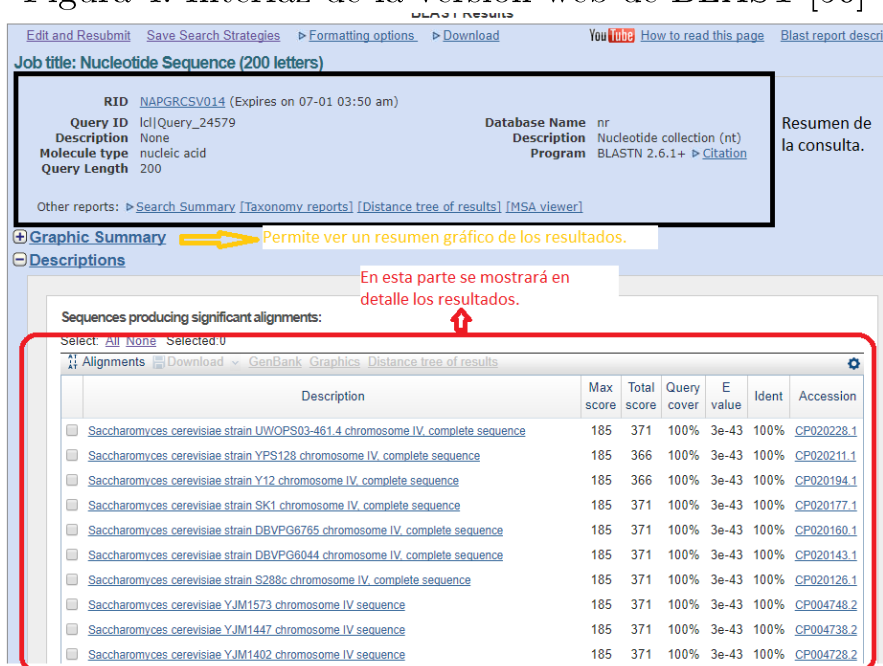 Figura 4: Interfaz de la versión web de BLAST [36]
BLAST Results
Edit and Resubmit Save Search Strategies Formatting options Download YouTube How to read this page Blast report descri
Job title: Nucleotide Sequence (200 letters)
RID NAPGRCSV014 (Expires on 07-01 03:50 am)
Query ID lcl|Query_24579 Database Name nr
Description None Description Nucleotide collection (nt)
Molecule type nucleic acid Program BLASTN 2.6.1+ Citation
Query Length 200
Resumen de
la consulta.
Other reports: Search Summary [Taxonomy reports] [Distance tree of results] [MSA viewer]
Graphic Summary Permite ver un resumen gráfico de los resultados.
Descriptions
En esta parte se mostrará en
detalle los resultados.
Sequences producing significant alignments:
Select: All None Selected:0
Alignments Download GenBank Graphics Distance tree of results
Description Max score Total score Query cover E value Ident Accession
Saccharomyces cerevisiae strain UWOPS03-461.4 chromosome IV, complete sequence 185 371 100% 3e-43 100% CP020228.1
Saccharomyces cerevisiae strain YPS128 chromosome IV, complete sequence 185 366 100% 3e-43 100% CP020211.1
Saccharomyces cerevisiae strain Y12 chromosome IV, complete sequence 185 366 100% 3e-43 100% CP020194.1
Saccharomyces cerevisiae strain SK1 chromosome IV, complete sequence 185 371 100% 3e-43 100% CP020177.1
Saccharomyces cerevisiae strain DBVPG6765 chromosome IV, complete sequence 185 371 100% 3e-43 100% CP020160.1
Saccharomyces cerevisiae strain DBVPG6044 chromosome IV, complete sequence 185 371 100% 3e-43 100% CP020143.1
Saccharomyces cerevisiae strain S288c chromosome IV, complete sequence 185 371 100% 3e-43 100% CP020126.1
Saccharomyces cerevisiae YJM1573 chromosome IV sequence 185 371 100% 3e-43 100% CP004748.2
Saccharomyces cerevisiae YJM1447 chromosome IV sequence 185 371 100% 3e-43 100% CP004738.2
Saccharomyces cerevisiae YJM1402 chromosome IV sequence 185 371 100% 3e-43 100% CP004728.2